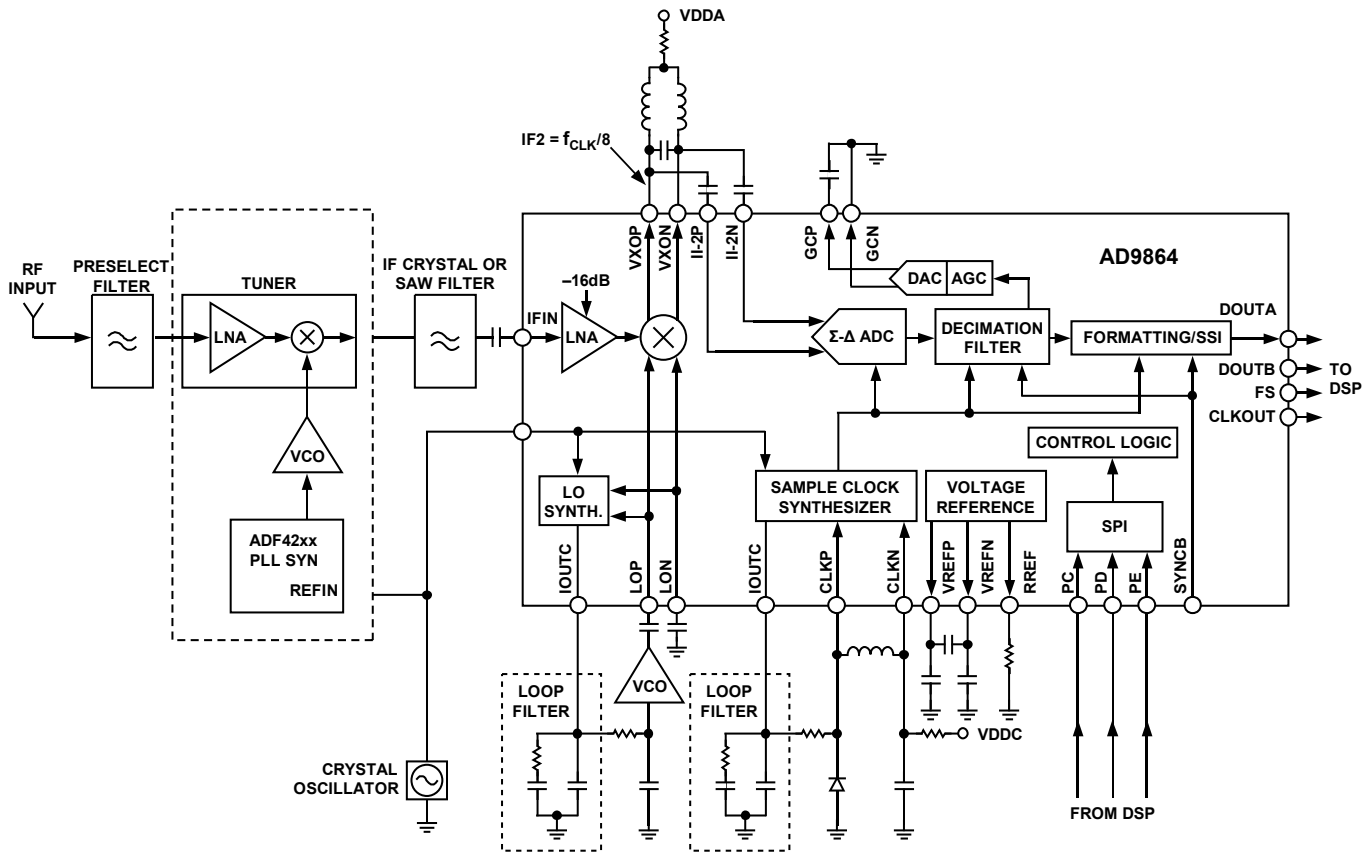 VDDA
IF2 = fCLK/8
VXOP
VXON
II-2P
II-2N
GCP
GCN
AD9864
RF
INPUT
PRESELECT
FILTER
TUNER
LNA
IF CRYSTAL OR
SAW FILTER
–16dB
IFIN
LNA
DAC
AGC
Σ-Δ ADC
DECIMATION
FILTER
FORMATTING/SSI
DOUTA
DOUTB
FS
CLKOUT
TO
DSP
VCO
ADF42xx
PLL SYN
REFIN
LO
SYNTH.
SAMPLE CLOCK
SYNTHESIZER
VOLTAGE
REFERENCE
CONTROL LOGIC
SPI
IOUTC
LOP
LON
IOUTC
CLKP
CLKN
VREFP
VREFN
RREF
PC
PD
PE
SYNCB
LOOP
FILTER
VCO
LOOP
FILTER
VDDC
CRYSTAL
OSCILLATOR
FROM DSP